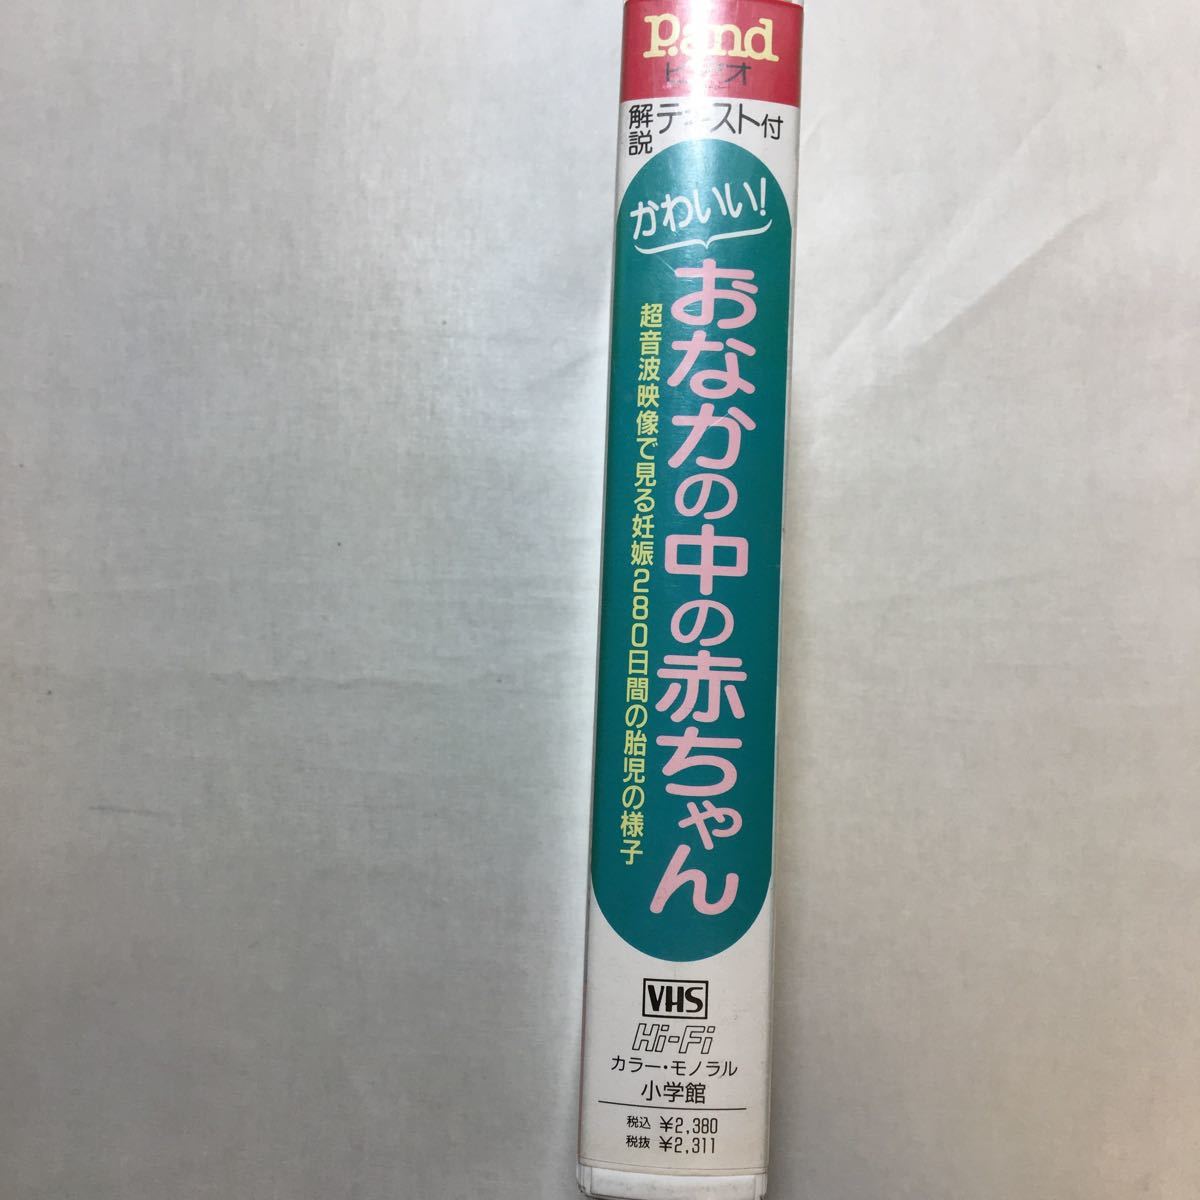 P.and
ビデオ
解説テキスト付
かわいい!
おなかの中の赤ちゃん
超音波映像で見る妊娠280日間の胎児の様子
VHS
Hi-Fi
カラー・モノラル
小学館
税込 ¥2,380
税抜 ¥2,311